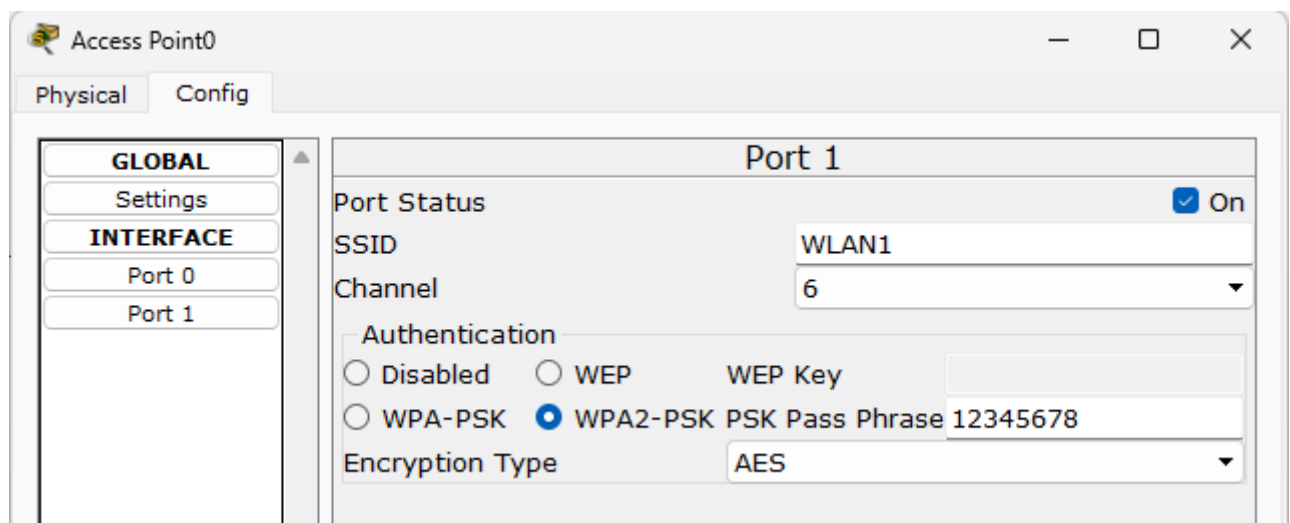 Access Point0
Physical Config
GLOBAL
Settings
INTERFACE
Port 0
Port 1
Port 1
Port Status On
SSID WLAN1
Channel 6
Authentication
Disabled WEP WEP Key
WPA-PSK WPA2-PSK PSK Pass Phrase 12345678
Encryption Type AES